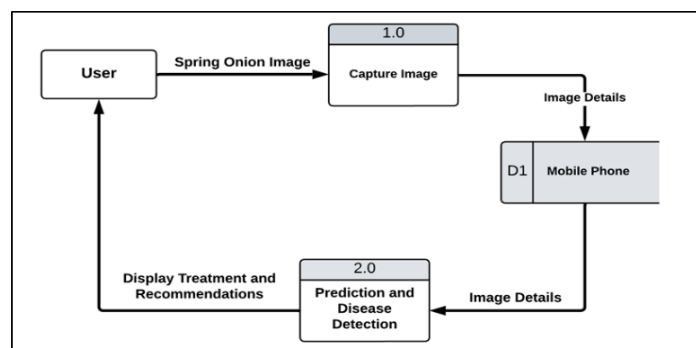 1.0
User
Spring Onion Image
Capture Image
Image Details
D1
Mobile Phone
2.0
Display Treatment and
Recommendations
Prediction and
Disease
Detection
Image Details